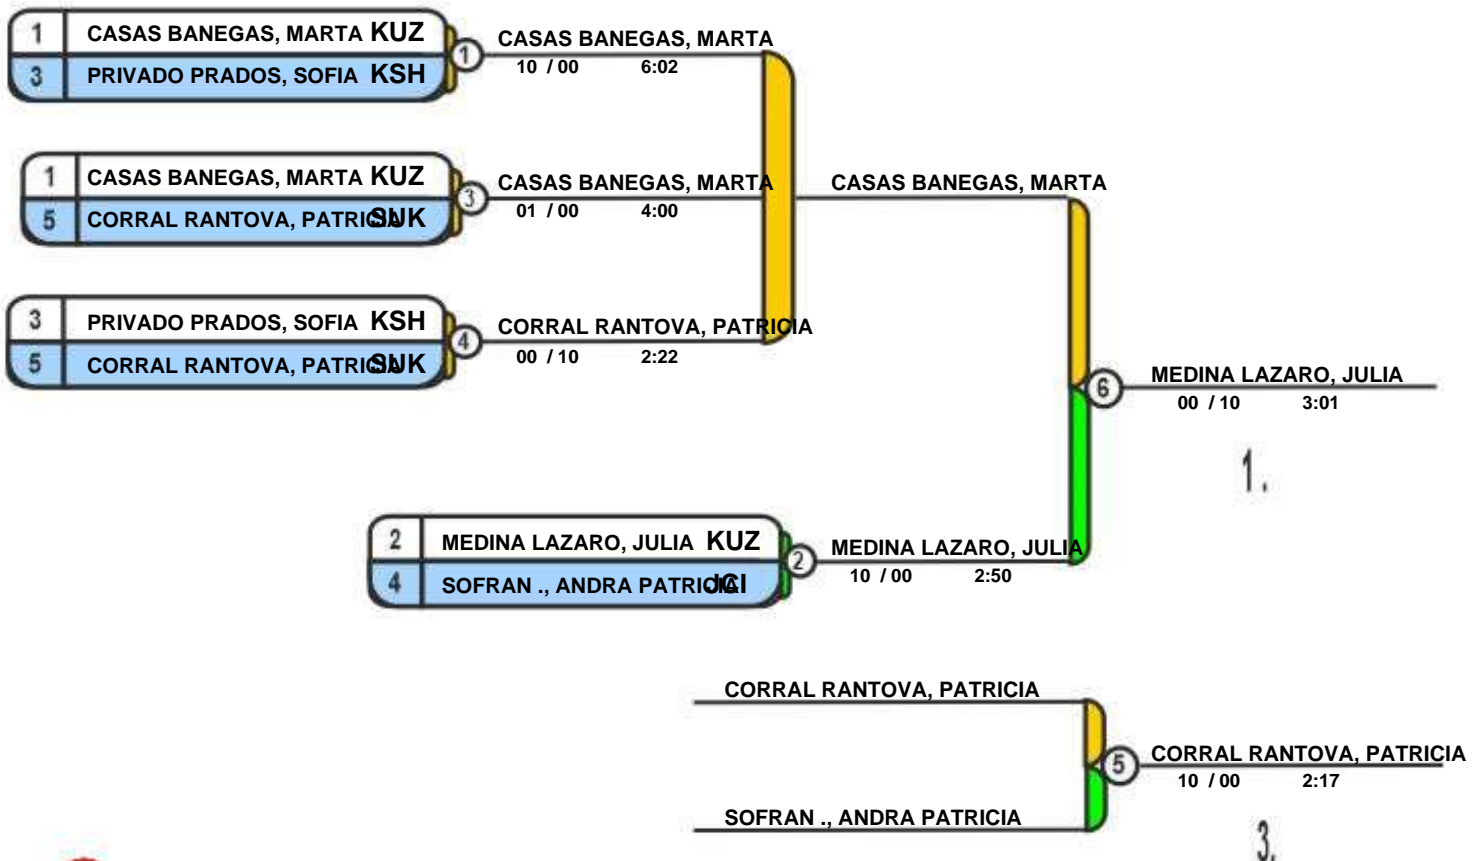 1 CASAS BANEGAS, MARTA KUZ
3 PRIVADO PRADOS, SOFIA KSH
1
CASAS BANEGAS, MARTA
10 / 00 6:02
1 CASAS BANEGAS, MARTA KUZ
5 CORRAL RANTOVA, PATRICIA SUK
3
CASAS BANEGAS, MARTA
01 / 00 4:00
CASAS BANEGAS, MARTA
3 PRIVADO PRADOS, SOFIA KSH
5 CORRAL RANTOVA, PATRICIA SUK
4
CORRAL RANTOVA, PATRICIA
00 / 10 2:22
6
MEDINA LAZARO, JULIA
00 / 10 3:01
1.
2 MEDINA LAZARO, JULIA KUZ
4 SOFRAN ., ANDRA PATRICIA JCI
2
MEDINA LAZARO, JULIA
10 / 00 2:50
CORRAL RANTOVA, PATRICIA
5
CORRAL RANTOVA, PATRICIA
10 / 00 2:17
SOFRAN ., ANDRA PATRICIA
3.